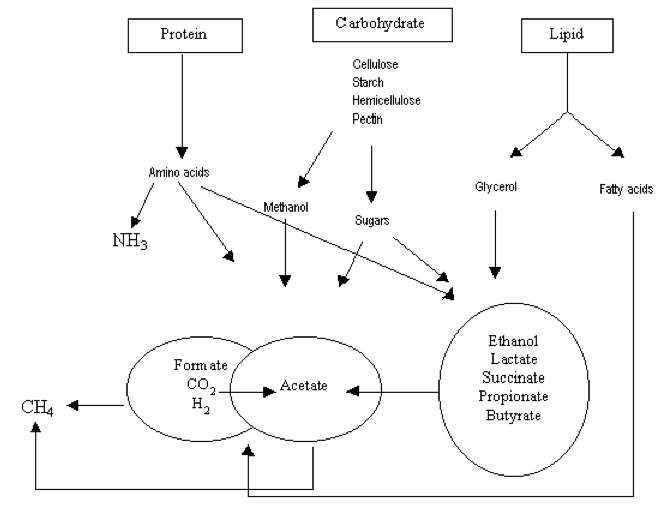 Protein
Carbohydrate
Lipid
Cellulose
Starch
Hemicellulose
Pectin
Amino acids
Methanol
Sugars
Glycerol
Fatty acids
NH3
Formate
CO2
H2
Acetate
Ethanol
Lactate
Succinate
Propionate
Butyrate
CH4